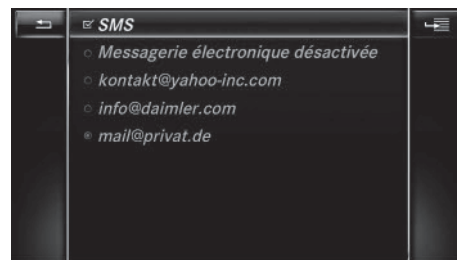 SMS
Messagerie électronique désactivée
kontakt@yahoo-inc.com
info@daimler.com
mail@privat.de